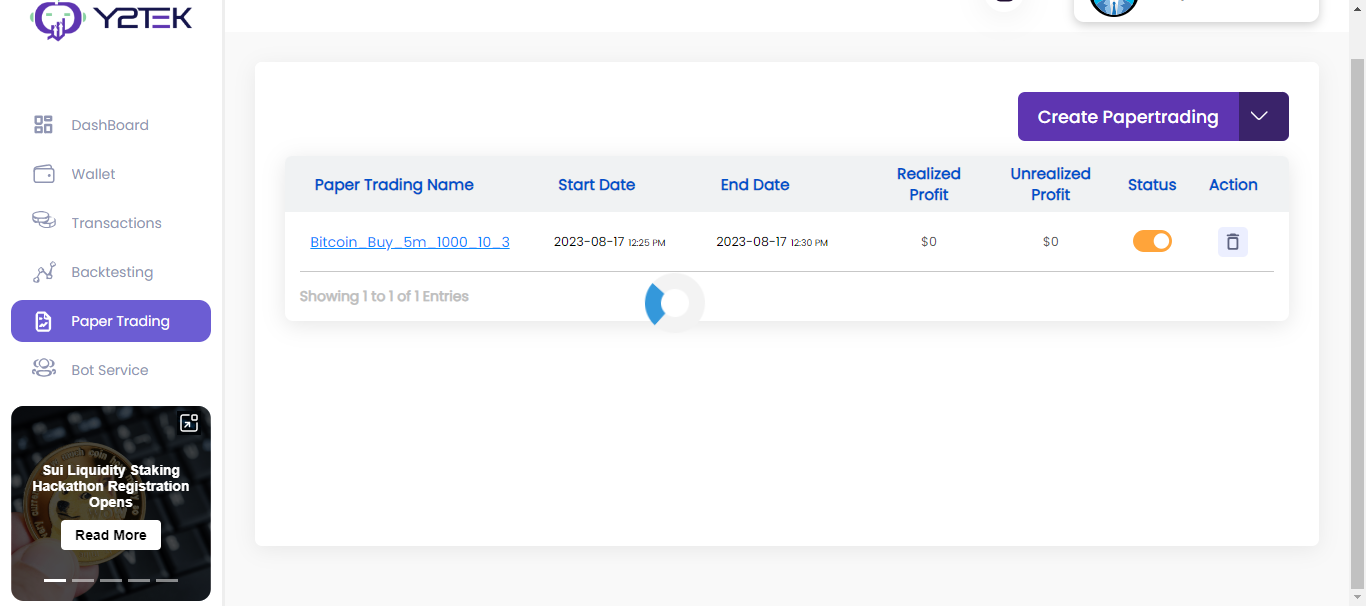 Y2TEK
DashBoard
Wallet
Transactions
Backtesting
Paper Trading
Bot Service
Sui Liquidity Staking
Hackathon Registration
Opens
Read More
Create Papertrading
Paper Trading Name
Start Date
End Date
Realized
Profit
Unrealized
Profit
Status
Action
Bitcoin_Buy_5m_1000_10_3
2023-08-17 12:25 PM
2023-08-17 12:30 PM
$0
$0
Showing 1 to 1 of 1 Entries